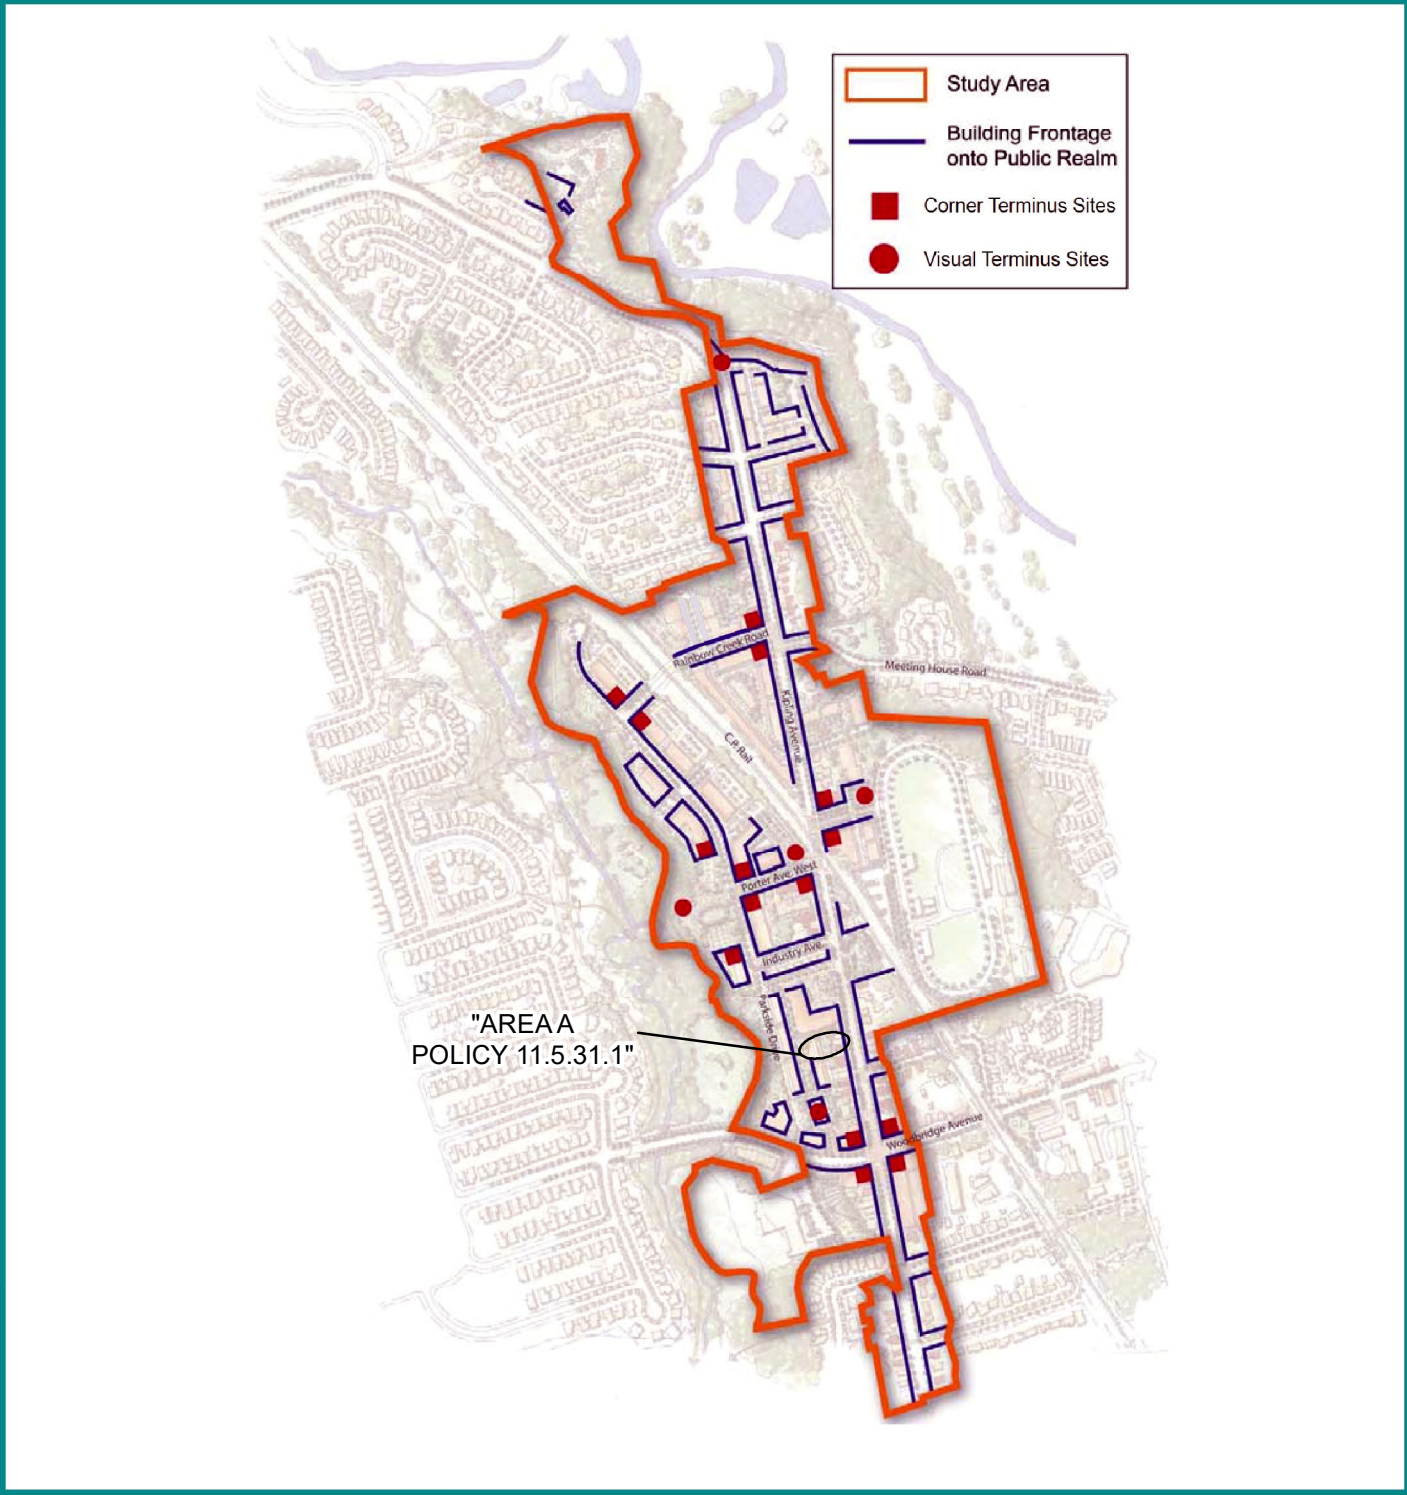 Study Area
Building Frontage
onto Public Realm
Corner Terminus Sites
Visual Terminus Sites
Rainbow Creek Road
Meeting House Road
Kipling Avenue
C.P. Rail
Porter Ave. West
Industry Ave.
Parkside Drive
"AREA A
POLICY 11.5.31.1"
Woodbridge Avenue